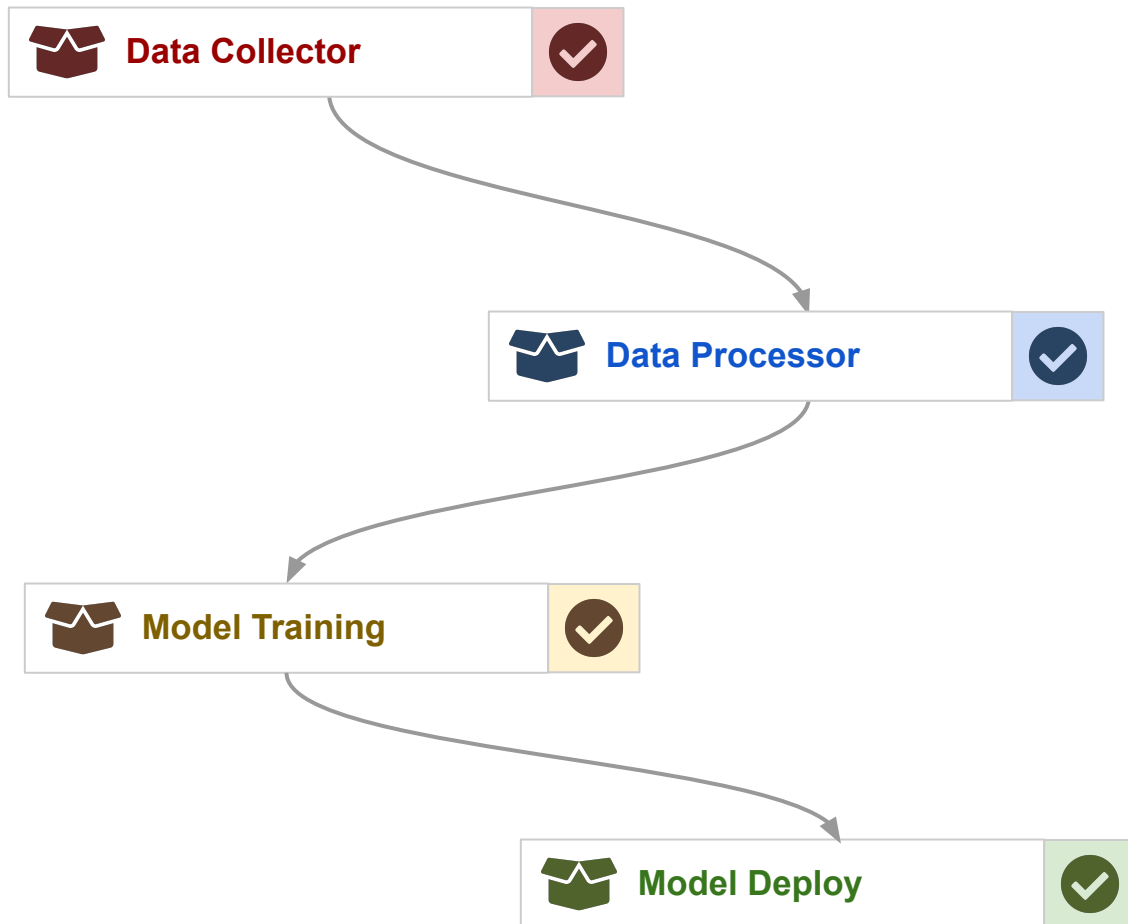 Data Collector
Data Processor
Model Training
Model Deploy